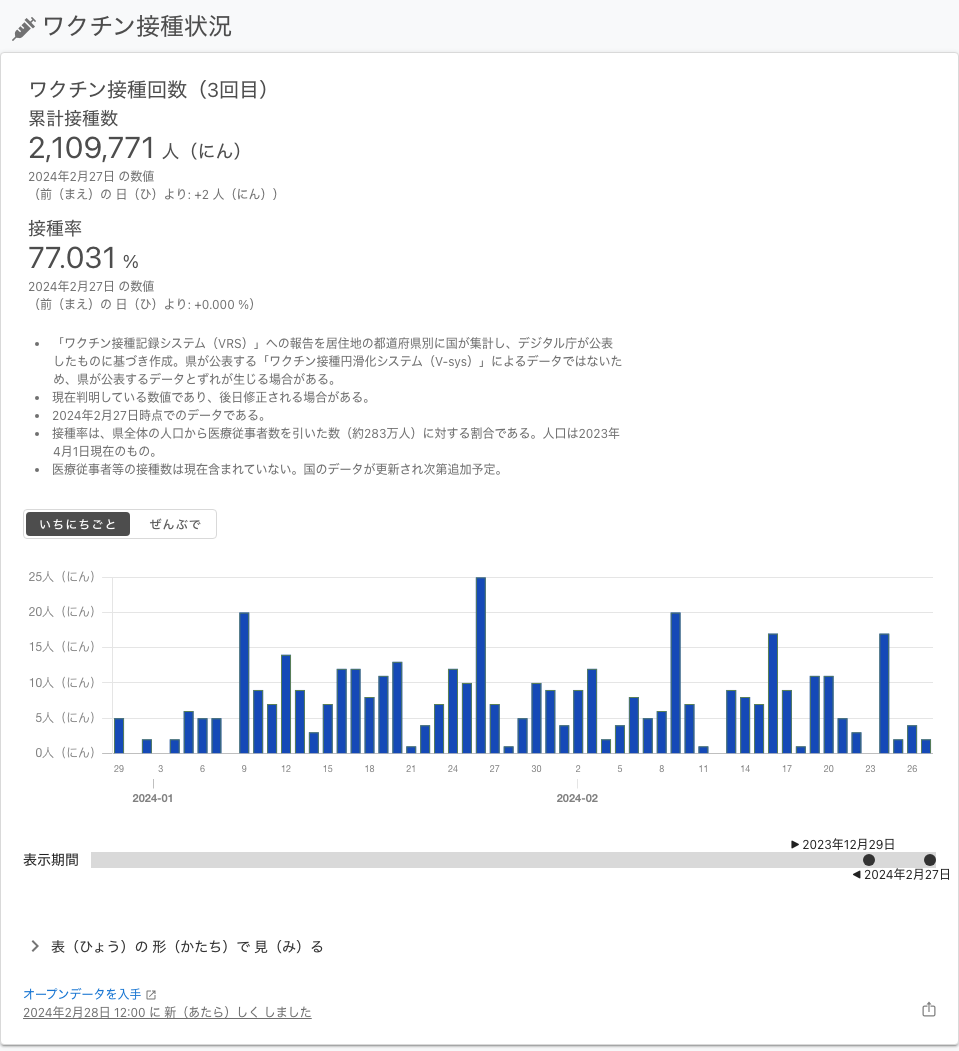 ワクチン接種状況
ワクチン接種回数（3回目）
累計接種数
2,109,771 人（にん）
2024年2月27日 の数値
（前（まえ）の 日（ひ）より: +2 人（にん））
接種率
77.031 %
2024年2月27日 の数値
（前（まえ）の 日（ひ）より: +0.000 %）
• 「ワクチン接種記録システム（VRS）」への報告を居住地の都道府県別に国が集計し、デジタル庁が公表
したものに基づき作成。県が公表する「ワクチン接種円滑化システム（V-sys）」によるデータではないた
め、県が公表するデータとずれが生じる場合がある。
• 現在判明している数値であり、後日修正される場合がある。
• 2024年2月27日時点でのデータである。
• 接種率は、県全体の人口から医療従事者数を引いた数（約283万人）に対する割合である。人口は2023年
4月1日現在のもの。
• 医療従事者等の接種数は現在含まれていない。国のデータが更新され次第追加予定。
いちにちごと ぜんぶで
25人（にん）
20人（にん）
15人（にん）
10人（にん）
5人（にん）
0人（にん）
29 3 6 9 12 15 18 21 24 27 30 2 5 8 11 14 17 20 23 26
2024-01 2024-02
▶ 2023年12月29日
表示期間
◀ 2024年2月27日
表（ひょう）の 形（かたち）で 見（み）る
オープンデータを入手
2024年2月28日 12:00 に 新（あたら）しく しました